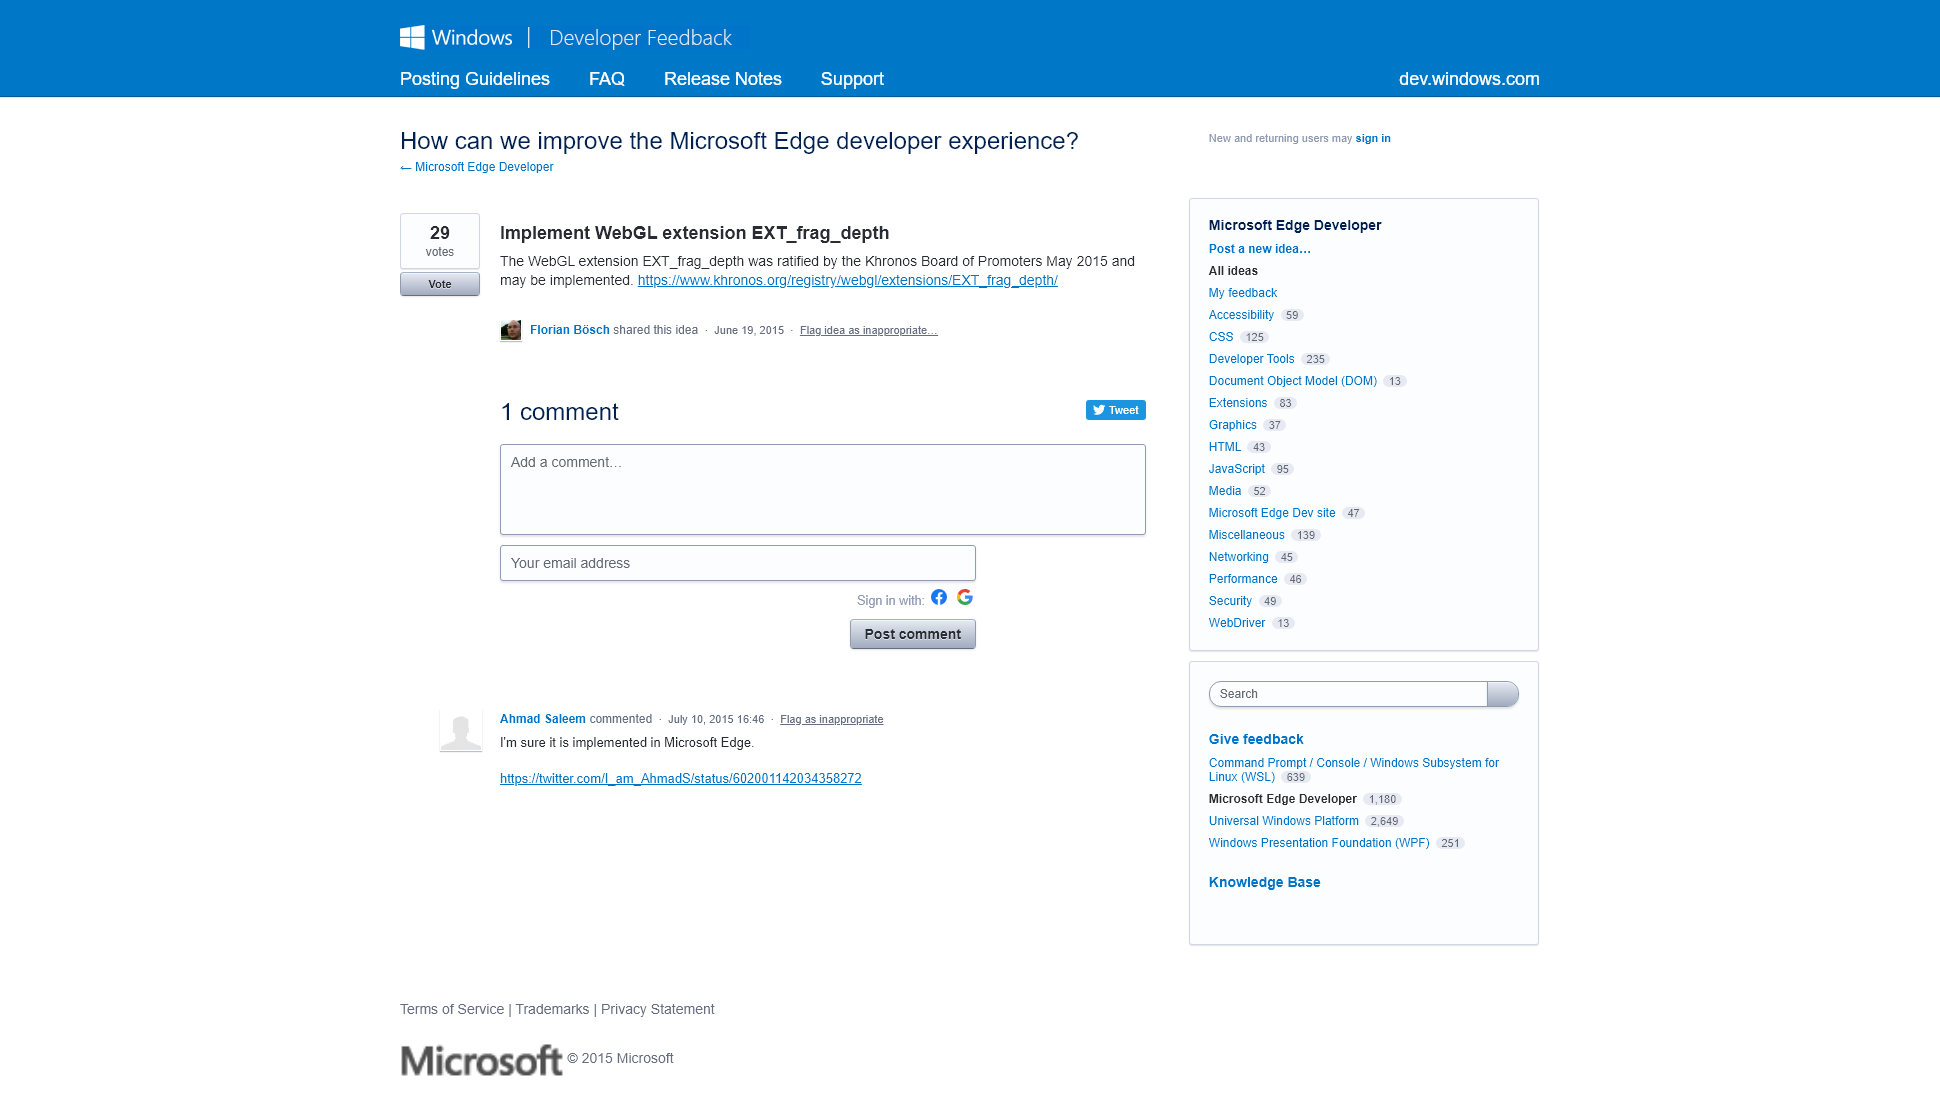 Windows | Developer Feedback
Posting Guidelines FAQ Release Notes Support dev.windows.com
How can we improve the Microsoft Edge developer experience?
← Microsoft Edge Developer
New and returning users may sign in
29
votes
Vote
Implement WebGL extension EXT_frag_depth
The WebGL extension EXT_frag_depth was ratified by the Khronos Board of Promoters May 2015 and
may be implemented. https://www.khronos.org/registry/webgl/extensions/EXT_frag_depth/
Florian Bösch shared this idea · June 19, 2015 · Flag idea as inappropriate…
1 comment
Tweet
Add a comment…
Your email address
Sign in with:
Post comment
Ahmad Saleem commented · July 10, 2015 16:46 · Flag as inappropriate
I'm sure it is implemented in Microsoft Edge.
https://twitter.com/I_am_AhmadS/status/602001142034358272
Microsoft Edge Developer
Post a new idea…
All ideas
My feedback
Accessibility 59
CSS 125
Developer Tools 235
Document Object Model (DOM) 13
Extensions 83
Graphics 37
HTML 43
JavaScript 95
Media 52
Microsoft Edge Dev site 47
Miscellaneous 139
Networking 45
Performance 46
Security 49
WebDriver 13
Search
Give feedback
Command Prompt / Console / Windows Subsystem for
Linux (WSL) 639
Microsoft Edge Developer 1,180
Universal Windows Platform 2,649
Windows Presentation Foundation (WPF) 251
Knowledge Base
Terms of Service | Trademarks | Privacy Statement
Microsoft © 2015 Microsoft